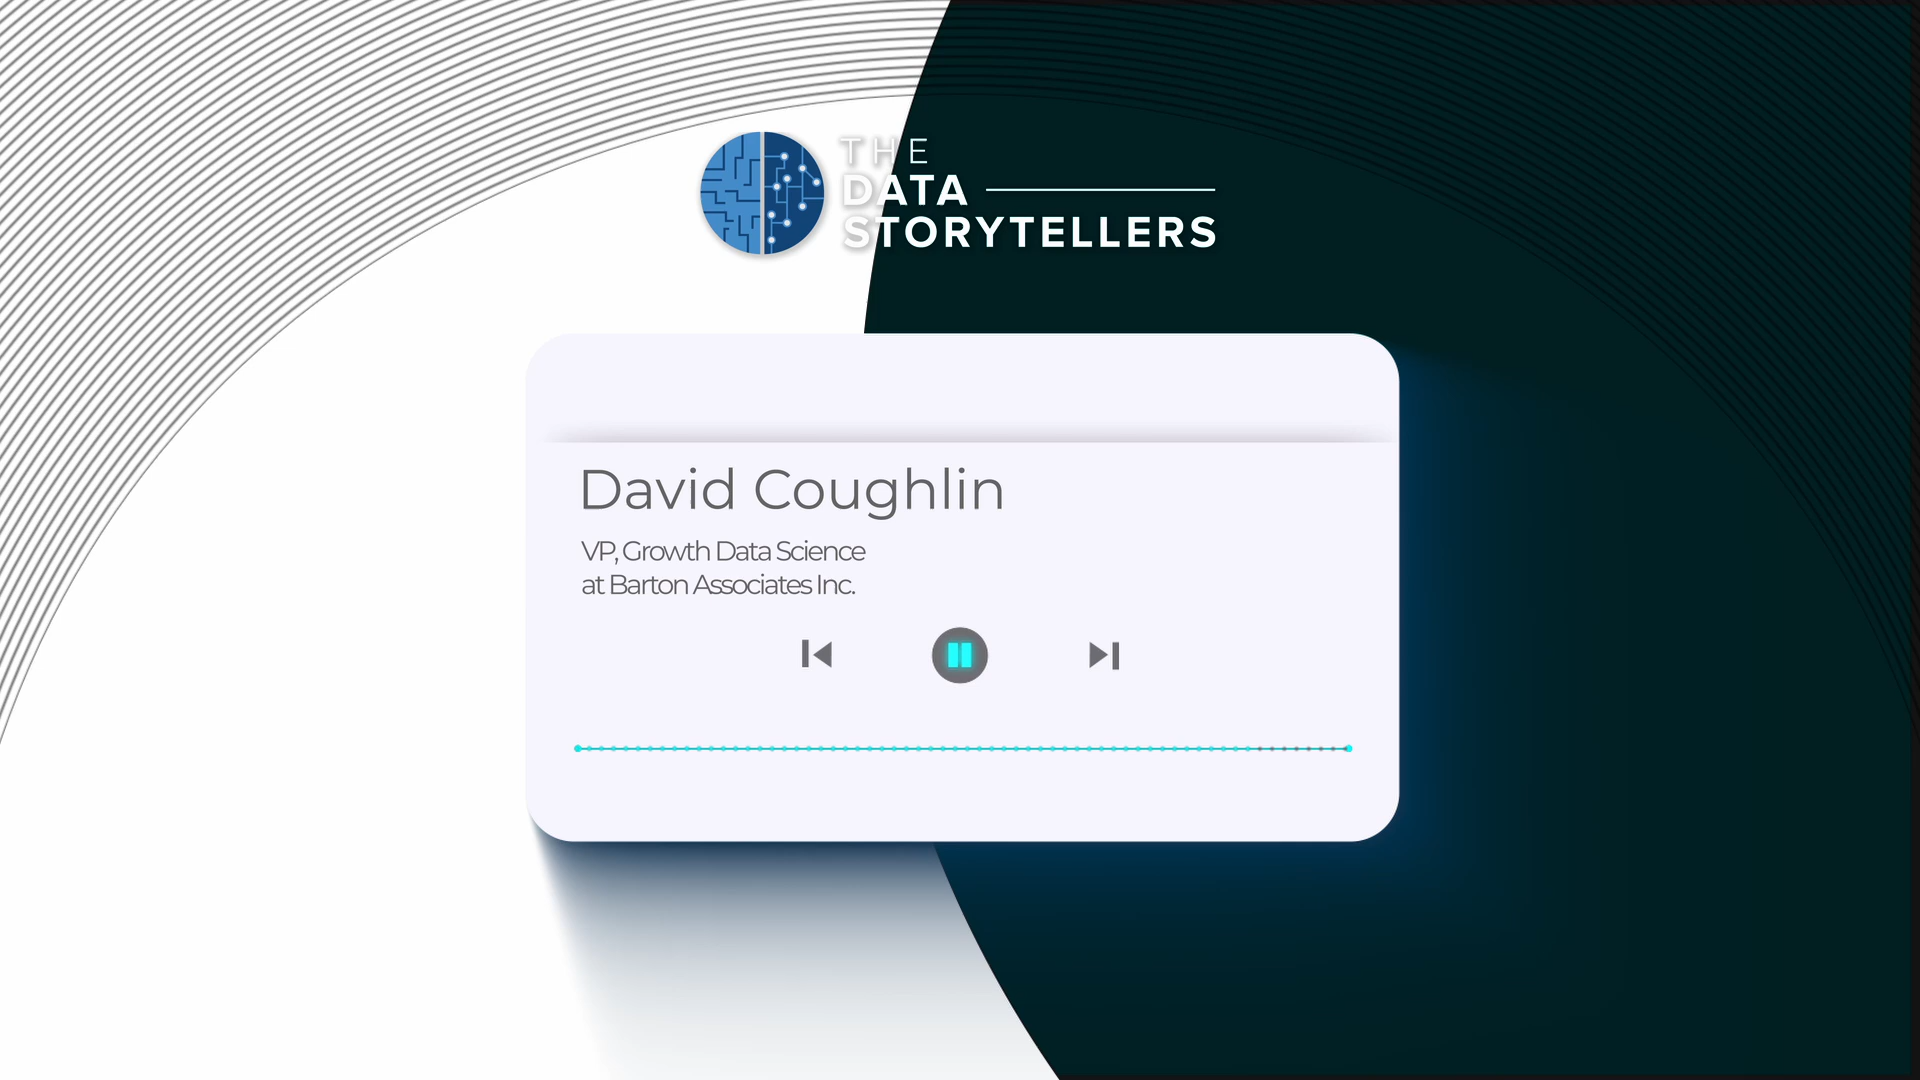 THE
DATA
STORYTELLERS
David Coughlin
VP, Growth Data Science
at Barton Associates Inc.